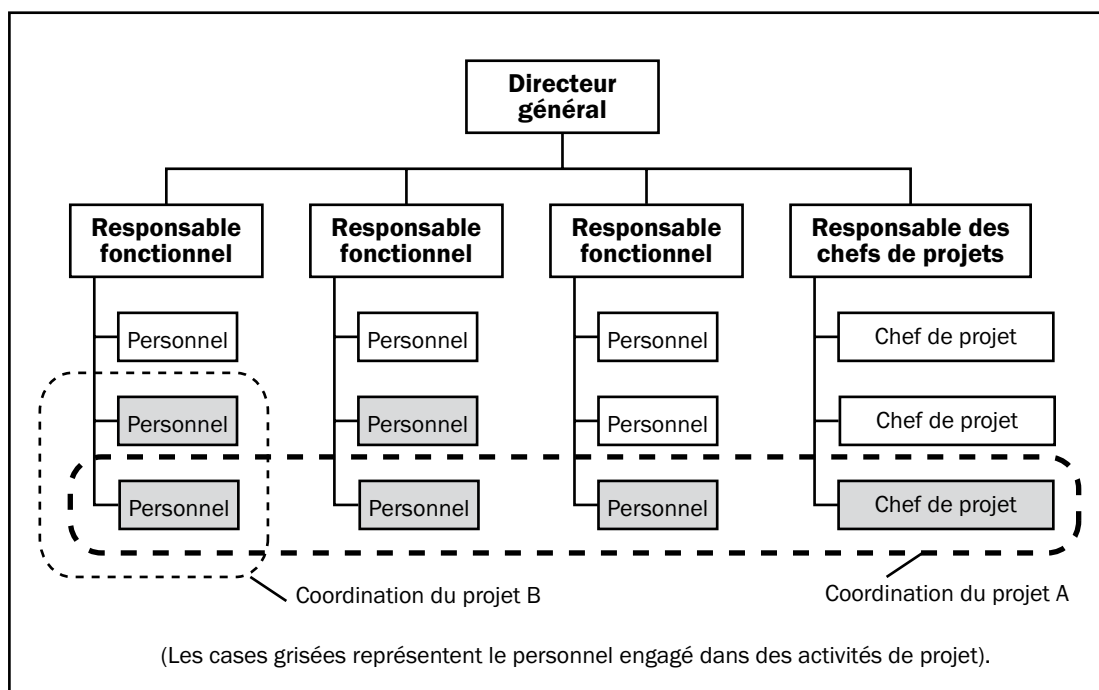 Directeur
général
Responsable
fonctionnel
Responsable
fonctionnel
Responsable
fonctionnel
Responsable des
chefs de projets
Personnel
Personnel
Personnel
Chef de projet
Personnel
Personnel
Personnel
Chef de projet
Personnel
Personnel
Personnel
Chef de projet
Coordination du projet B
Coordination du projet A
(Les cases grisées représentent le personnel engagé dans des activités de projet).